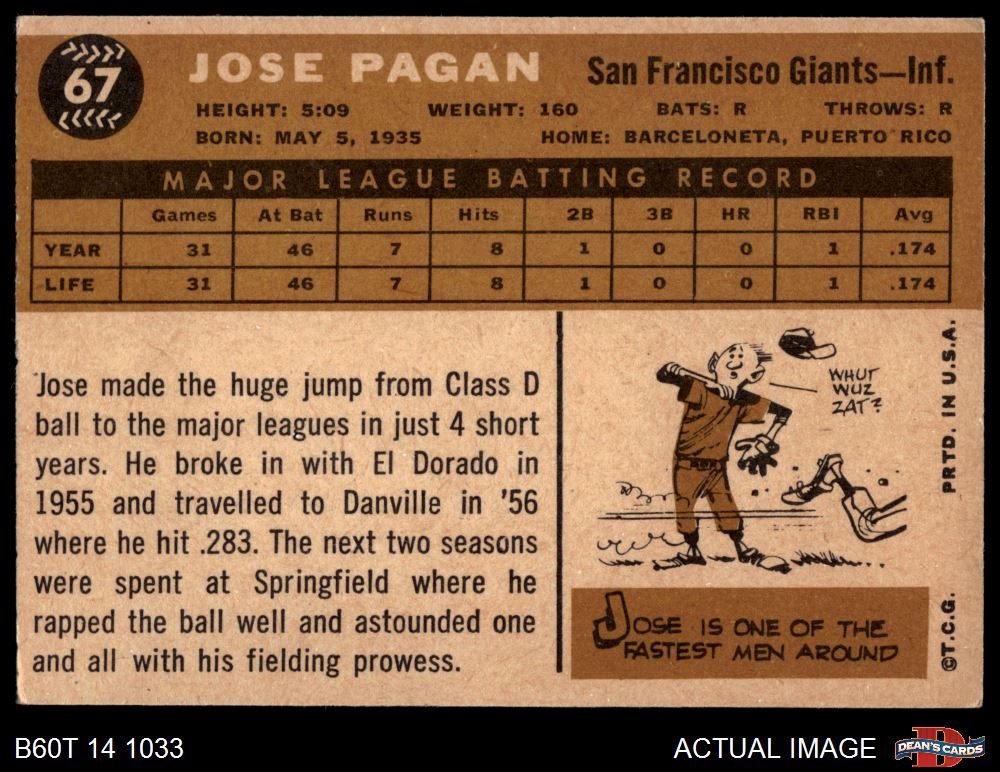 67
JOSE PAGAN
San Francisco Giants—Inf.
HEIGHT: 5:09 WEIGHT: 160 BATS: R THROWS: R
BORN: MAY 5, 1935 HOME: BARCELONETA, PUERTO RICO
MAJOR LEAGUE BATTING RECORD
Games At Bat Runs Hits 2B 3B HR RBI Avg
YEAR 31 46 7 8 1 0 0 1 .174
LIFE 31 46 7 8 1 0 0 1 .174
Jose made the huge jump from Class D
ball to the major leagues in just 4 short
years. He broke in with El Dorado in
1955 and travelled to Danville in '56
where he hit .283. The next two seasons
were spent at Springfield where he
rapped the ball well and astounded one
and all with his fielding prowess.
WHUT
WUZ
ZAT?
JOSE IS ONE OF THE
FASTEST MEN AROUND
©T.C.G. PRTD. IN U.S.A.
B60T 14 1033
ACTUAL IMAGE
D
DEAN'S CARDS